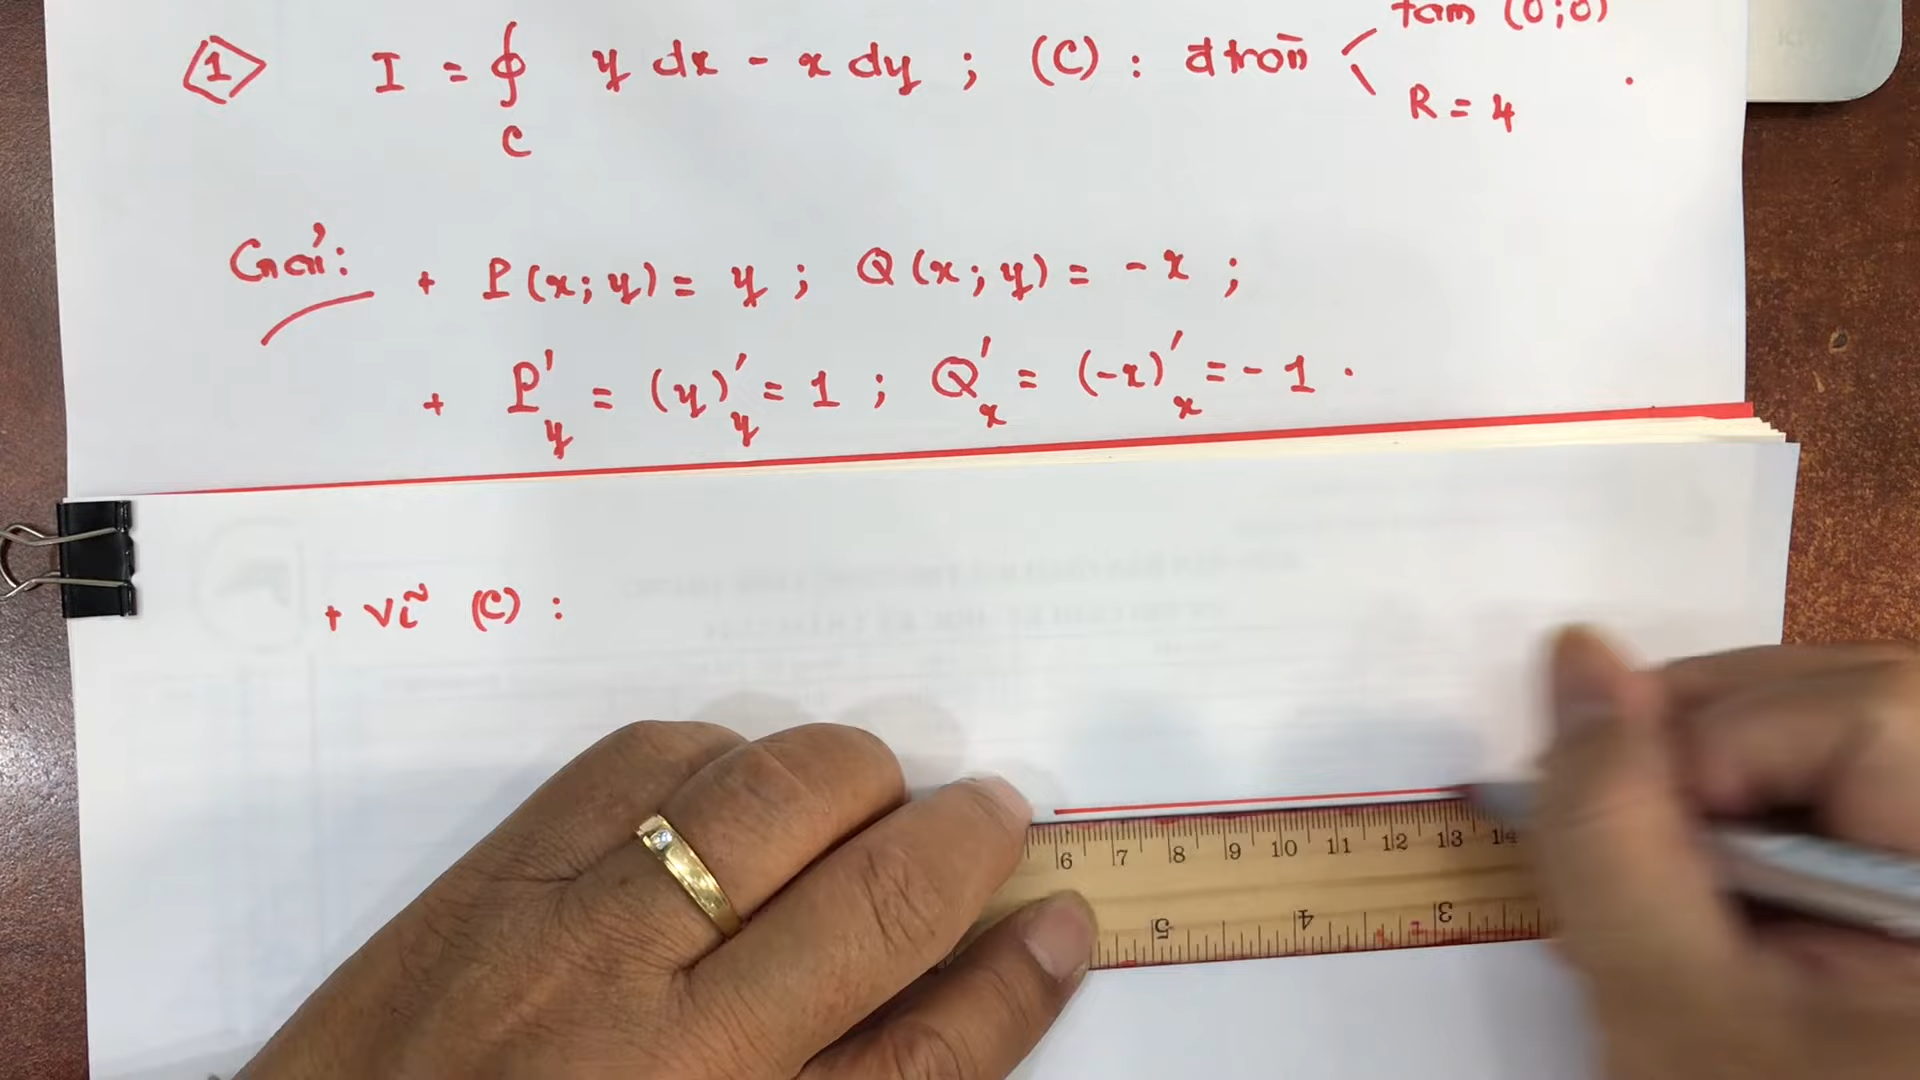 1 I = ∮ y dx - x dy ; (C) : đtròn < tâm (0;0)
C R = 4 .
Giải: + P(x;y) = y ; Q(x;y) = -x ;
+ P'y = (y)'y = 1 ; Q'x = (-x)'x = -1 .
+ Vẽ (C) :
6 7 8 9 10 11 12 13 14
5 4 3